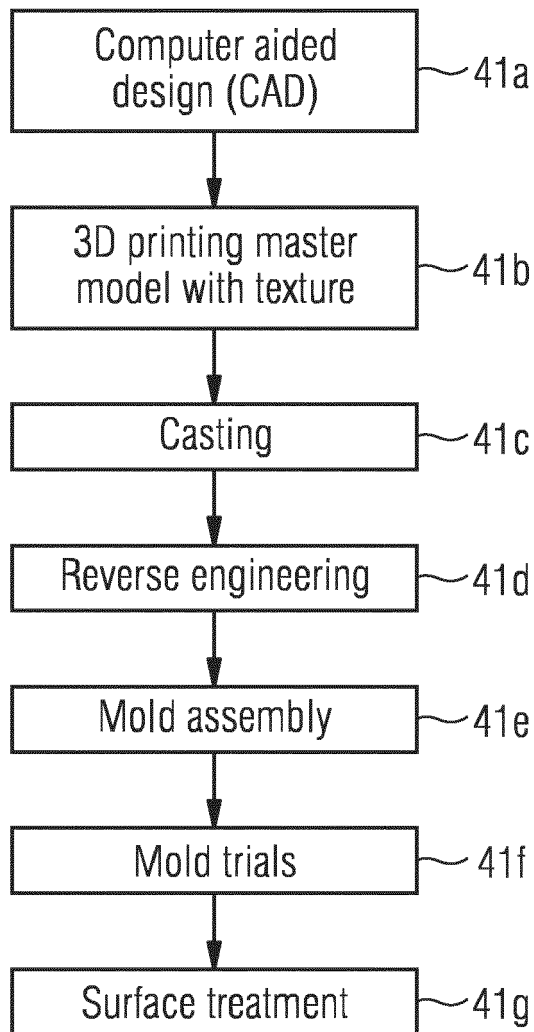 Computer aided
design (CAD)
41a
3D printing master
model with texture
41b
Casting
41c
Reverse engineering
41d
Mold assembly
41e
Mold trials
41f
Surface treatment
41g